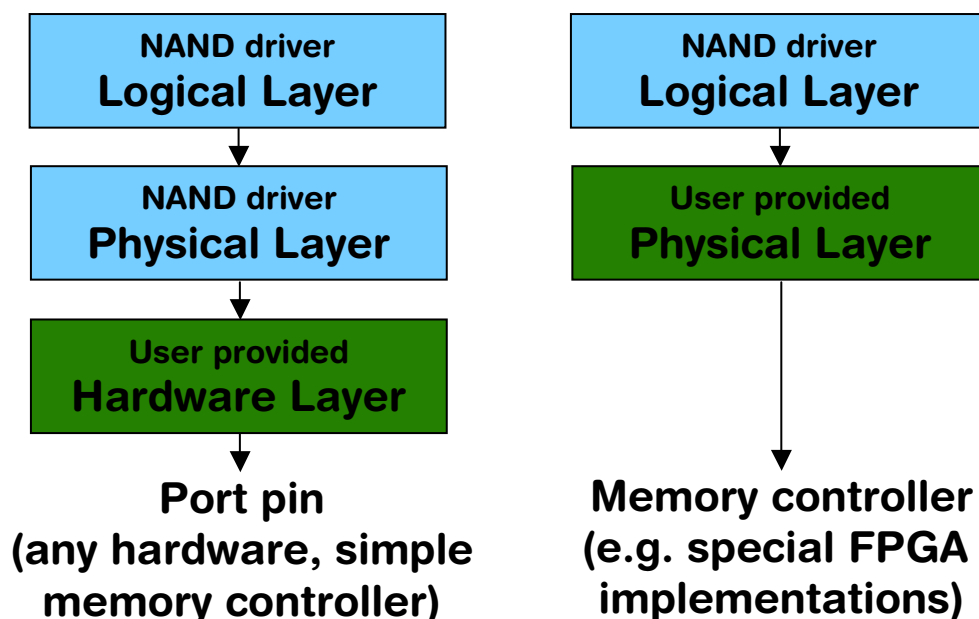 NAND driver
Logical Layer
NAND driver
Physical Layer
User provided
Hardware Layer
Port pin
(any hardware, simple
memory controller)
NAND driver
Logical Layer
User provided
Physical Layer
Memory controller
(e.g. special FPGA
implementations)